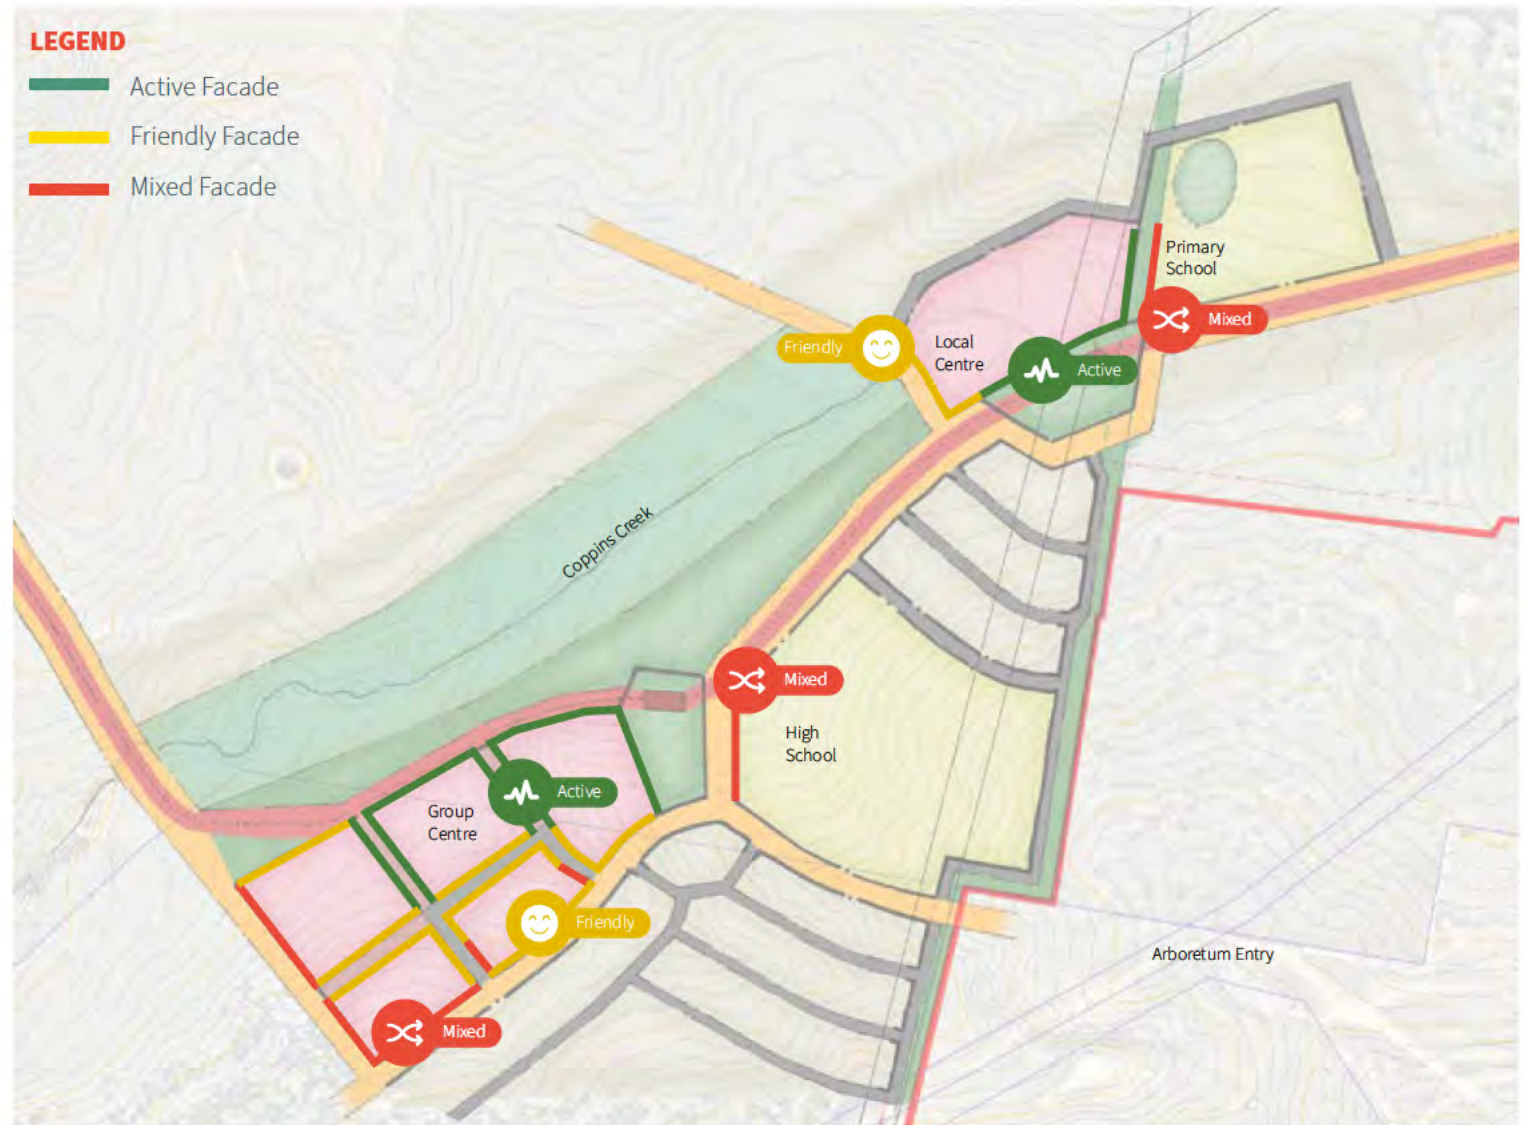 LEGEND
Active Facade
Friendly Facade
Mixed Facade
Primary
School
Mixed
Friendly
Local
Centre
Active
Coppins Creek
Mixed
High
School
Active
Group
Centre
Friendly
Arboretum Entry
Mixed